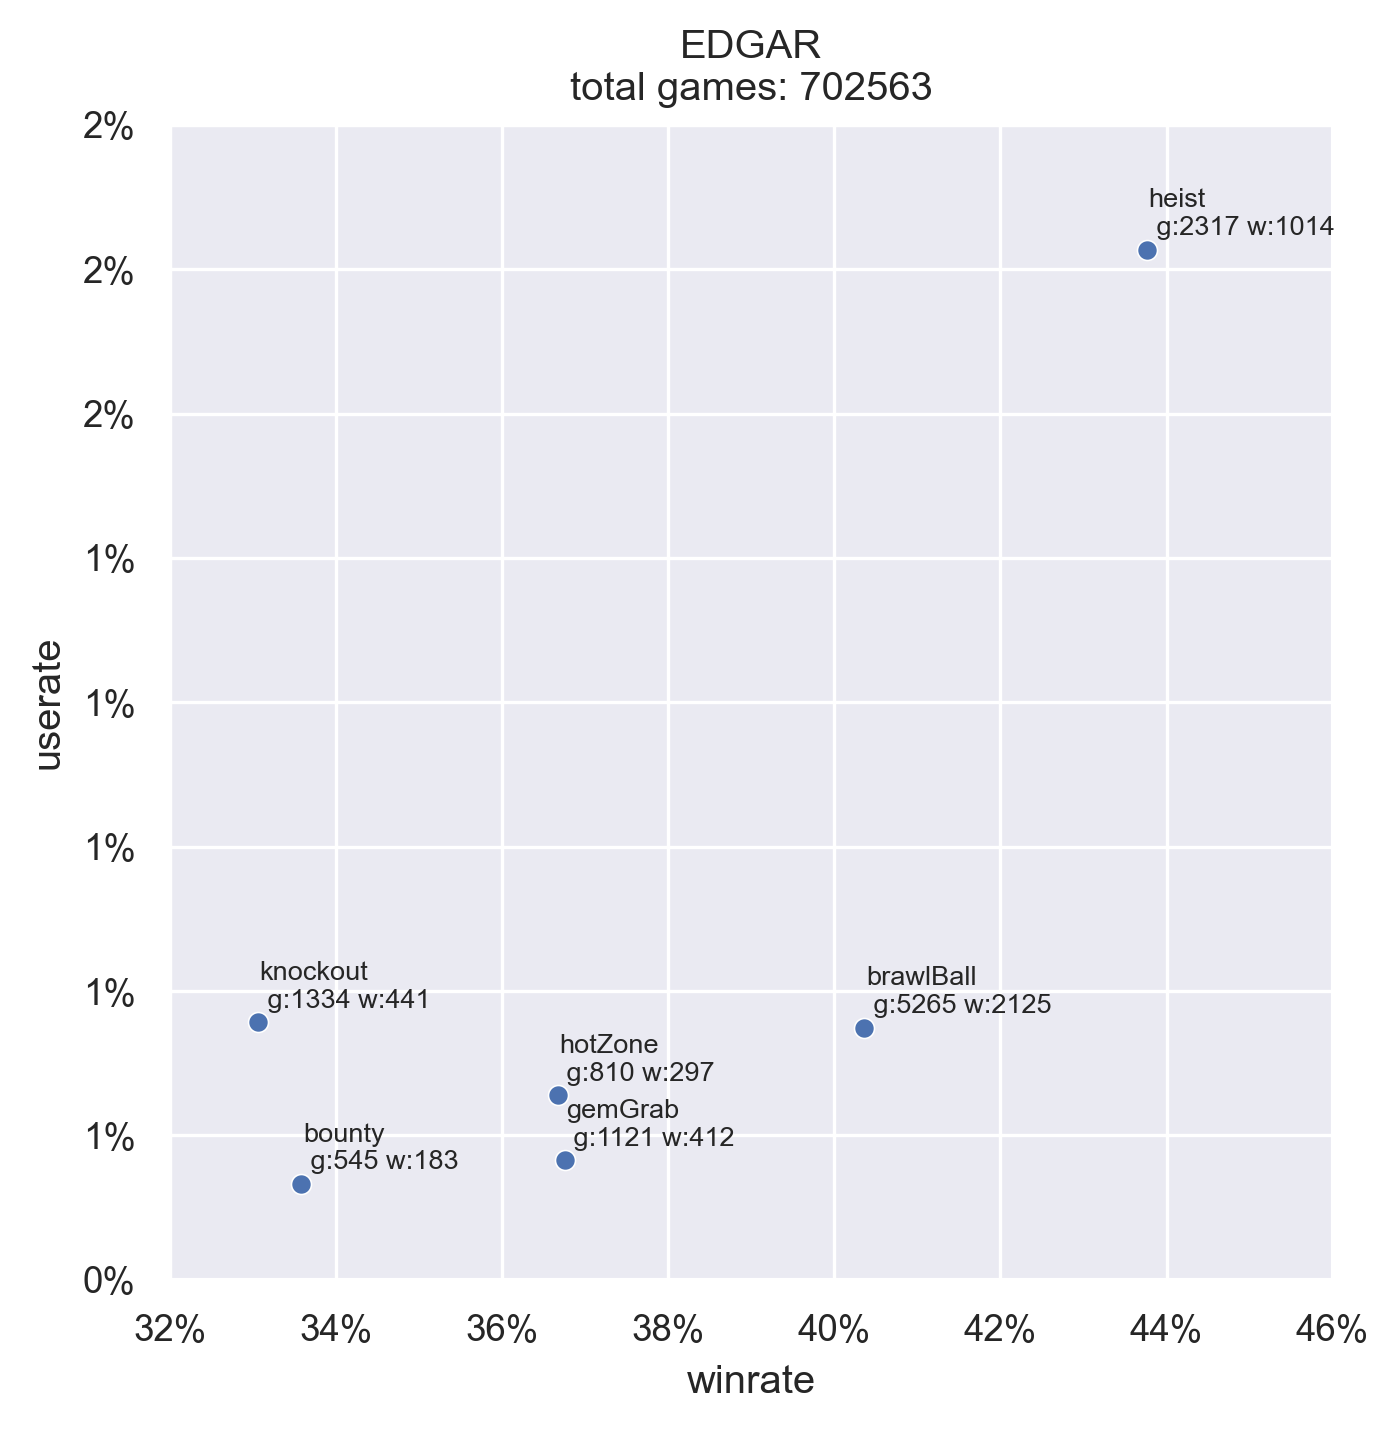 EDGAR
total games: 702563
2%
2%
2%
1%
1%
1%
1%
1%
0%
userate
heist
g:2317 w:1014
knockout
g:1334 w:441
brawlBall
g:5265 w:2125
hotZone
g:810 w:297
gemGrab
g:1121 w:412
bounty
g:545 w:183
32% 34% 36% 38% 40% 42% 44% 46%
winrate